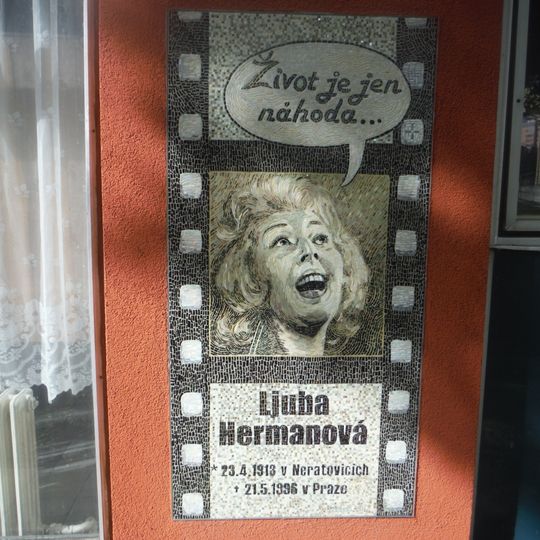 Život je jen
náhoda...
Ljuba
Hermanová
* 23.4.1913 v Neratovicích
† 21.5.1996 v Praze